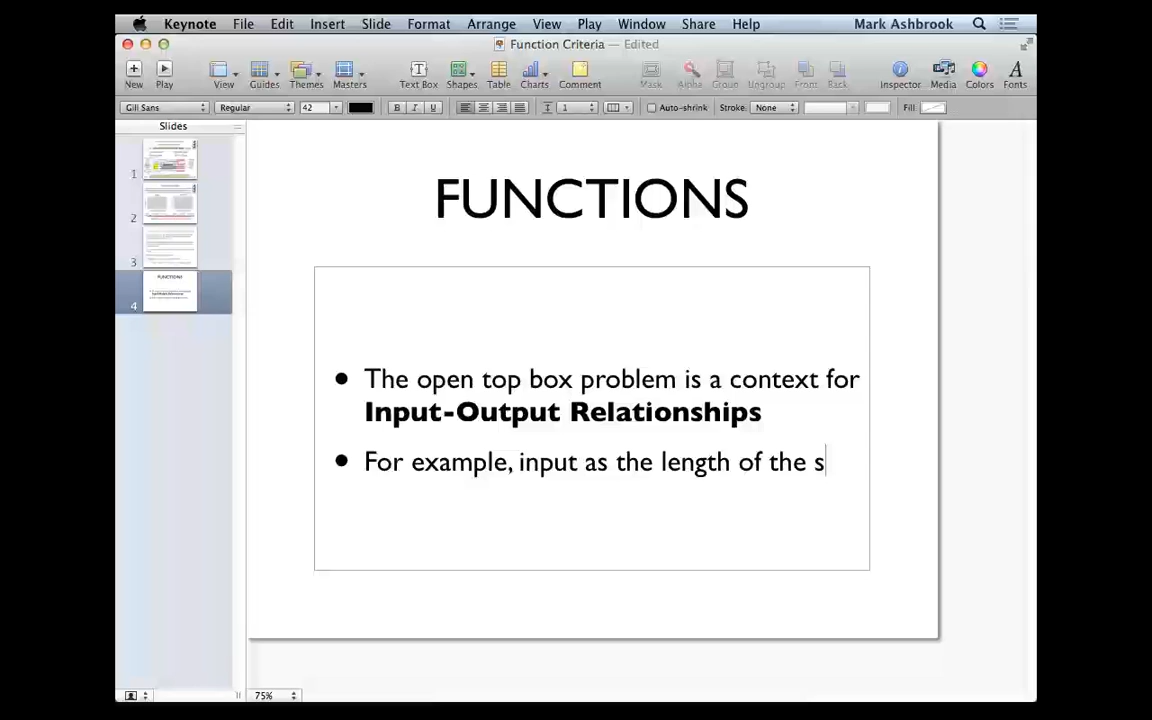 Keynote File Edit Insert Slide Format Arrange View Play Window Share Help Mark Ashbrook
Function Criteria — Edited
New Play View Guides Themes Masters Text Box Shapes Table Charts Comment Mask Alpha Group Ungroup Front Back Inspector Media Colors Fonts
Gill Sans Regular 42 B I U 1 Auto-shrink Stroke: None Fill:
Slides
1
2
3
FUNCTIONS
4
FUNCTIONS
• The open top box problem is a context for
Input-Output Relationships
• For example, input as the length of the s
75%